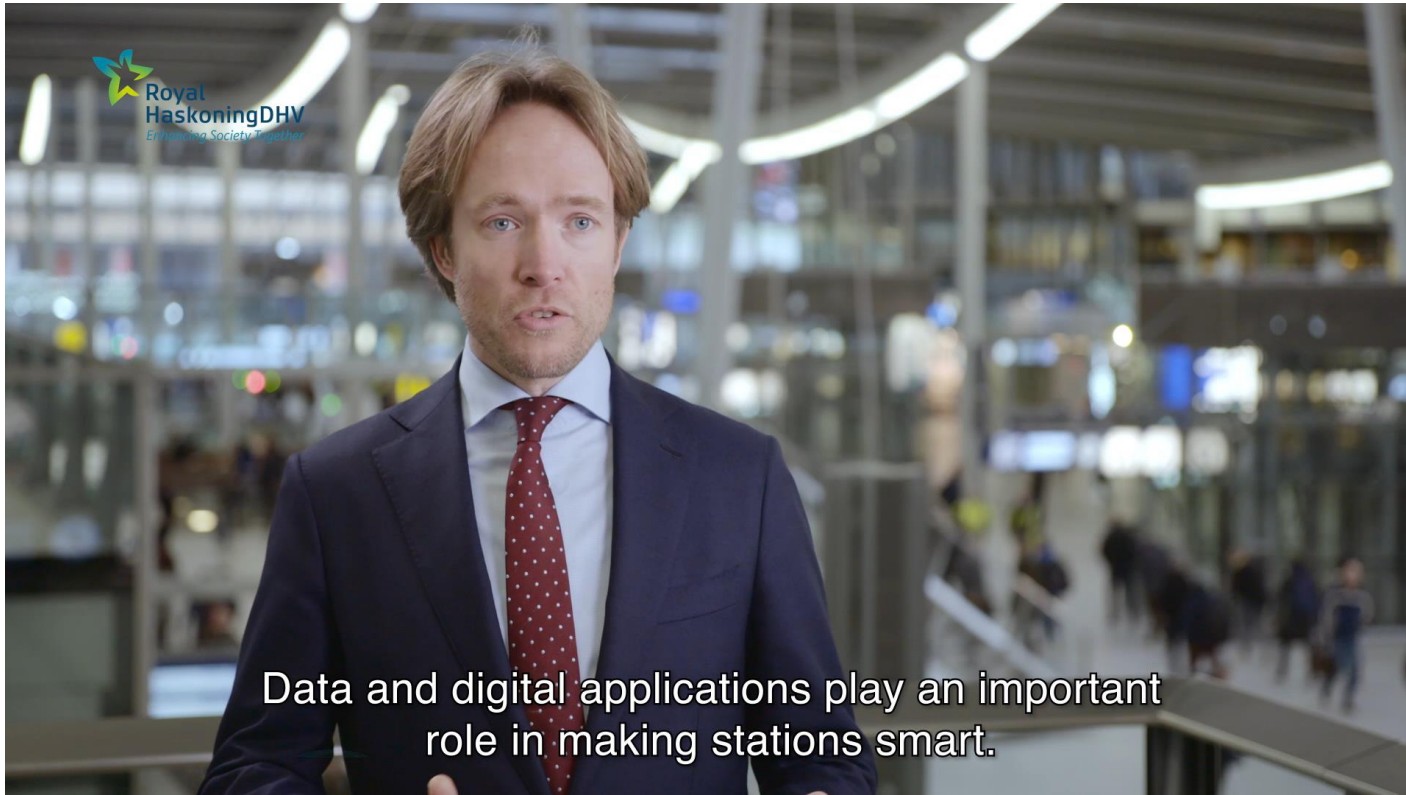 Royal
HaskoningDHV
Enhancing Society Together
Data and digital applications play an important
role in making stations smart.